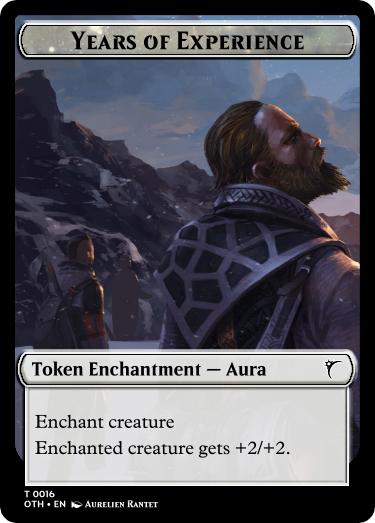 Years of Experience
Token Enchantment — Aura
Enchant creature
Enchanted creature gets +2/+2.
T 0016
OTH • EN Aurelien Rantet